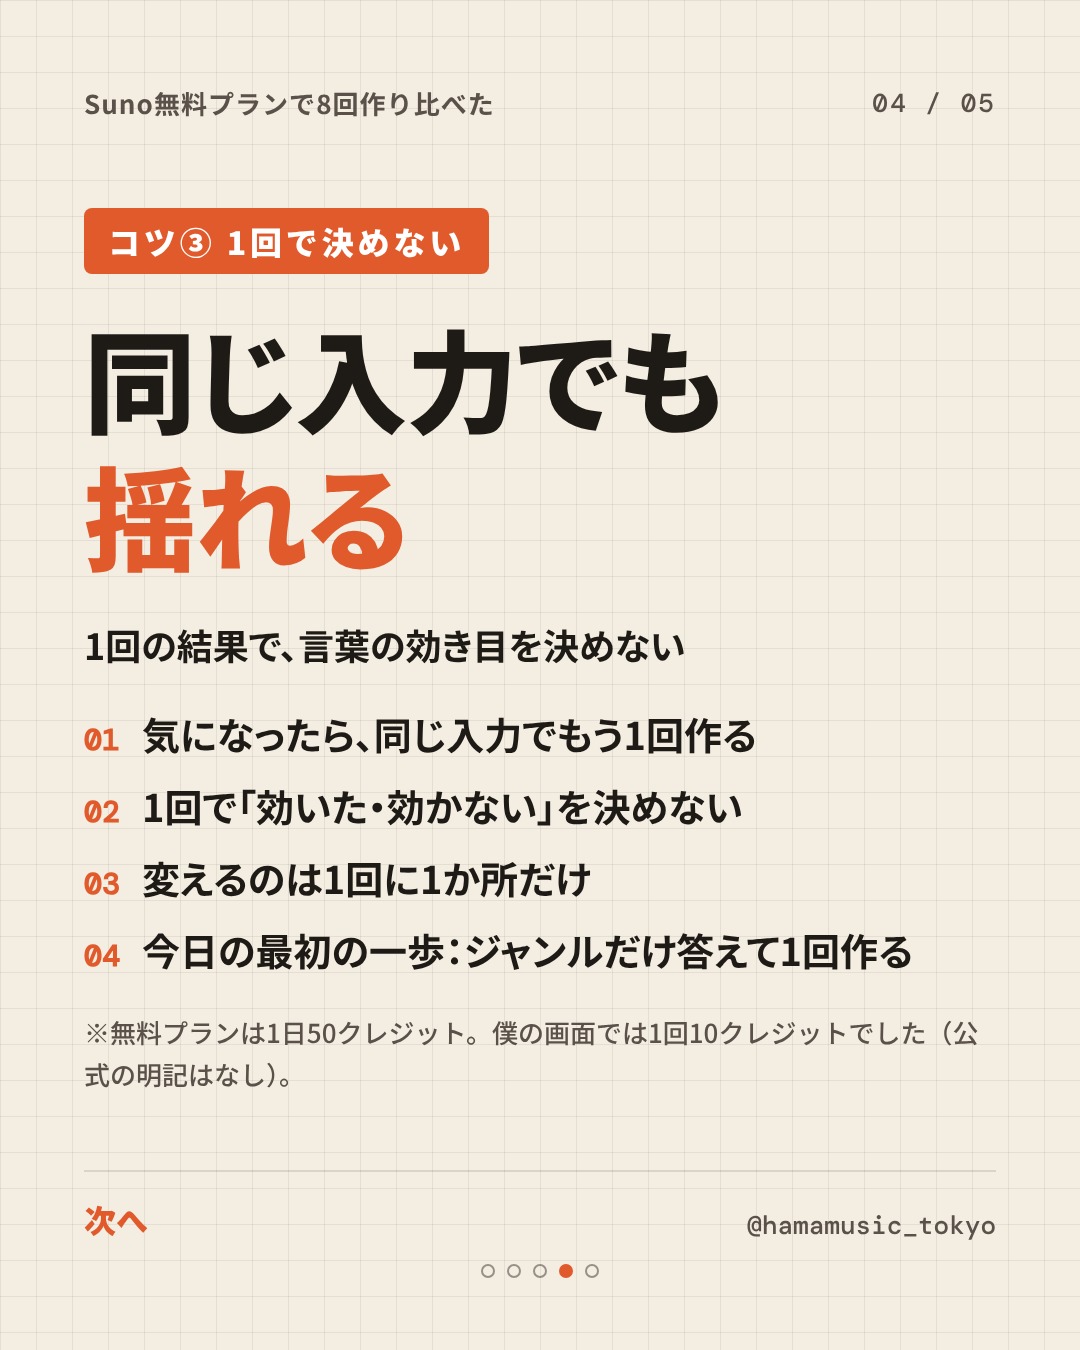 Suno無料プランで8回作り比べた
04 / 05
コツ③ 1回で決めない
同じ入力でも
揺れる
1回の結果で、言葉の効き目を決めない
01 気になったら、同じ入力でもう1回作る
02 1回で「効いた・効かない」を決めない
03 変えるのは1回に1か所だけ
04 今日の最初の一歩：ジャンルだけ答えて1回作る
※無料プランは1日50クレジット。僕の画面では1回10クレジットでした（公
式の明記はなし）。
次へ
@hamamusic_tokyo